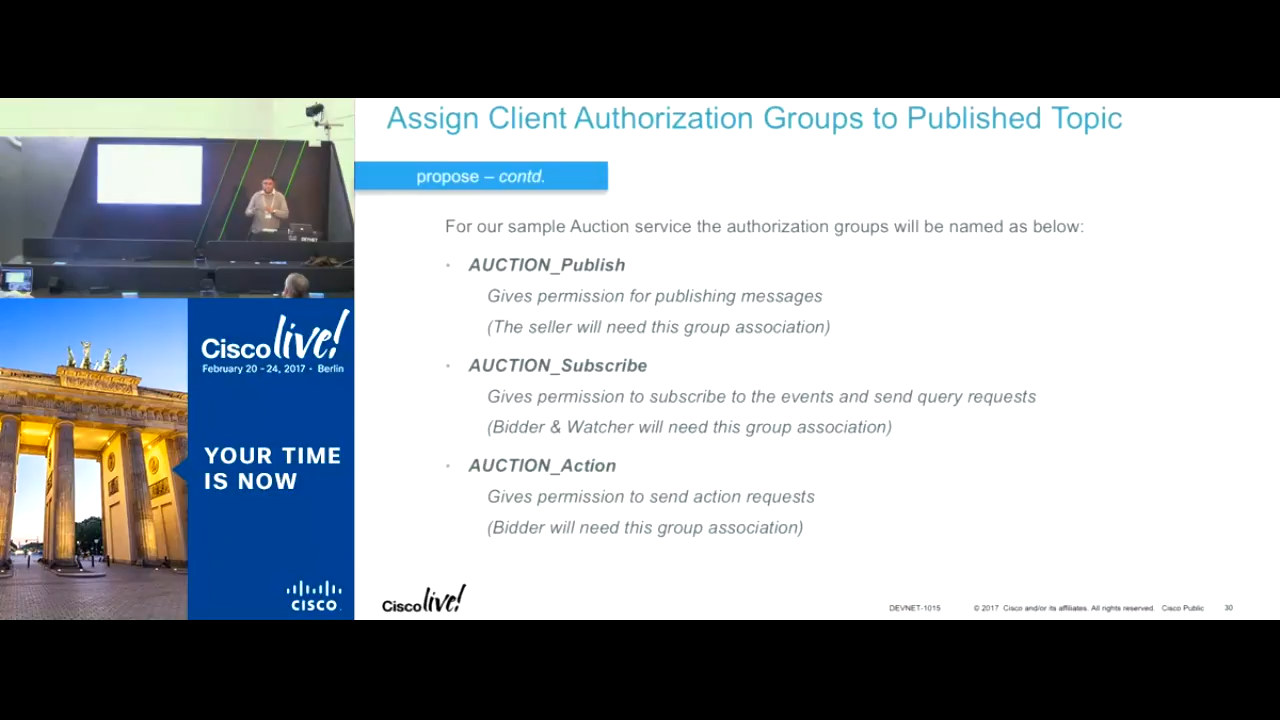 Assign Client Authorization Groups to Published Topic
propose – contd.
For our sample Auction service the authorization groups will be named as below:
• AUCTION_Publish
Gives permission for publishing messages
(The seller will need this group association)
• AUCTION_Subscribe
Gives permission to subscribe to the events and send query requests
(Bidder & Watcher will need this group association)
• AUCTION_Action
Gives permission to send action requests
(Bidder will need this group association)
DEVNET
Cisco live!
February 20 - 24, 2017 • Berlin
YOUR TIME
IS NOW
CISCO
Cisco live!
DEVNET-1015 © 2017 Cisco and/or its affiliates. All rights reserved. Cisco Public 30